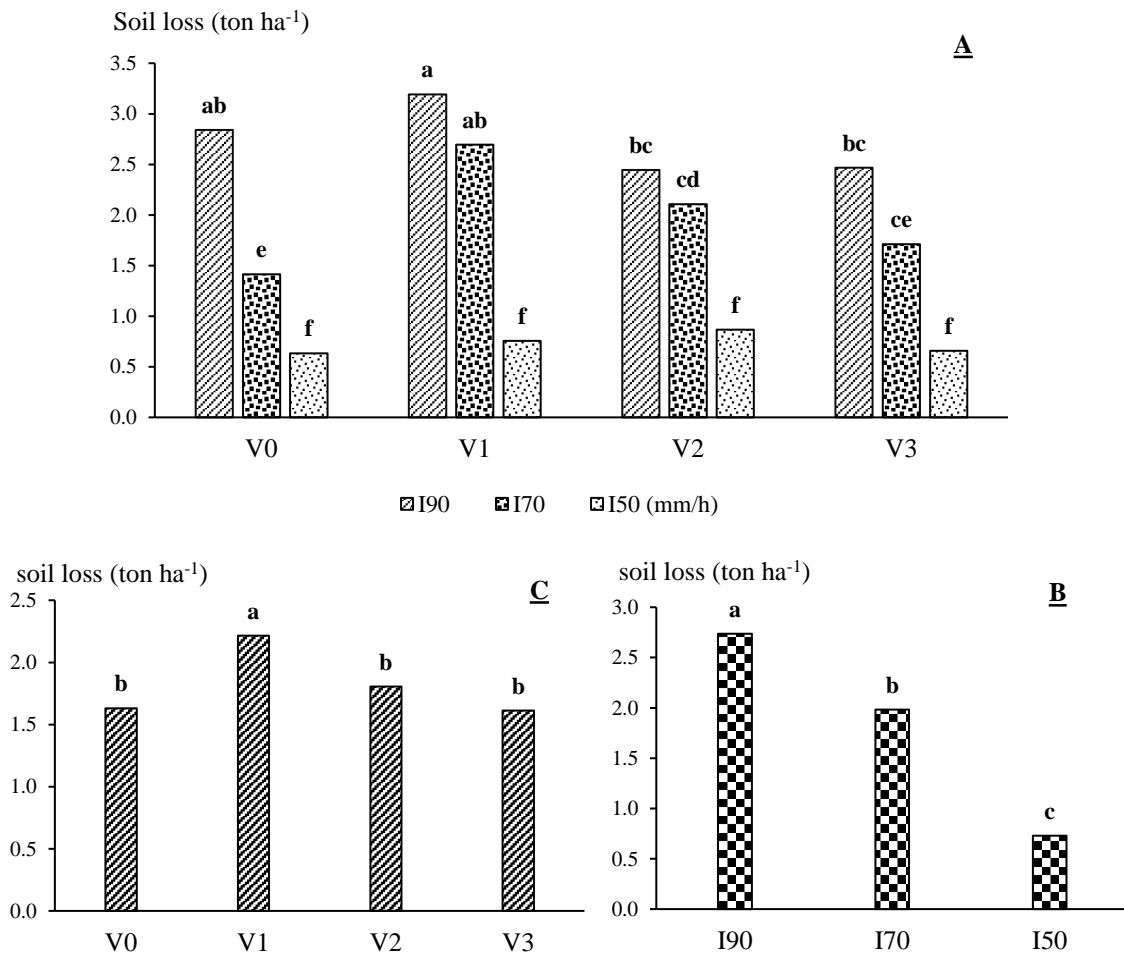 Soil loss (ton ha-1)
A
3.5
3.0
2.5
2.0
1.5
1.0
0.5
0.0
ab
e
f
a
ab
f
bc
cd
f
bc
ce
f
V0 V1 V2 V3
I90 I70 I50 (mm/h)
soil loss (ton ha-1)
C
2.5
2.0
1.5
1.0
0.5
0.0
b
a
b
b
V0 V1 V2 V3
soil loss (ton ha-1)
B
3.0
2.5
2.0
1.5
1.0
0.5
0.0
a
b
c
I90 I70 I50